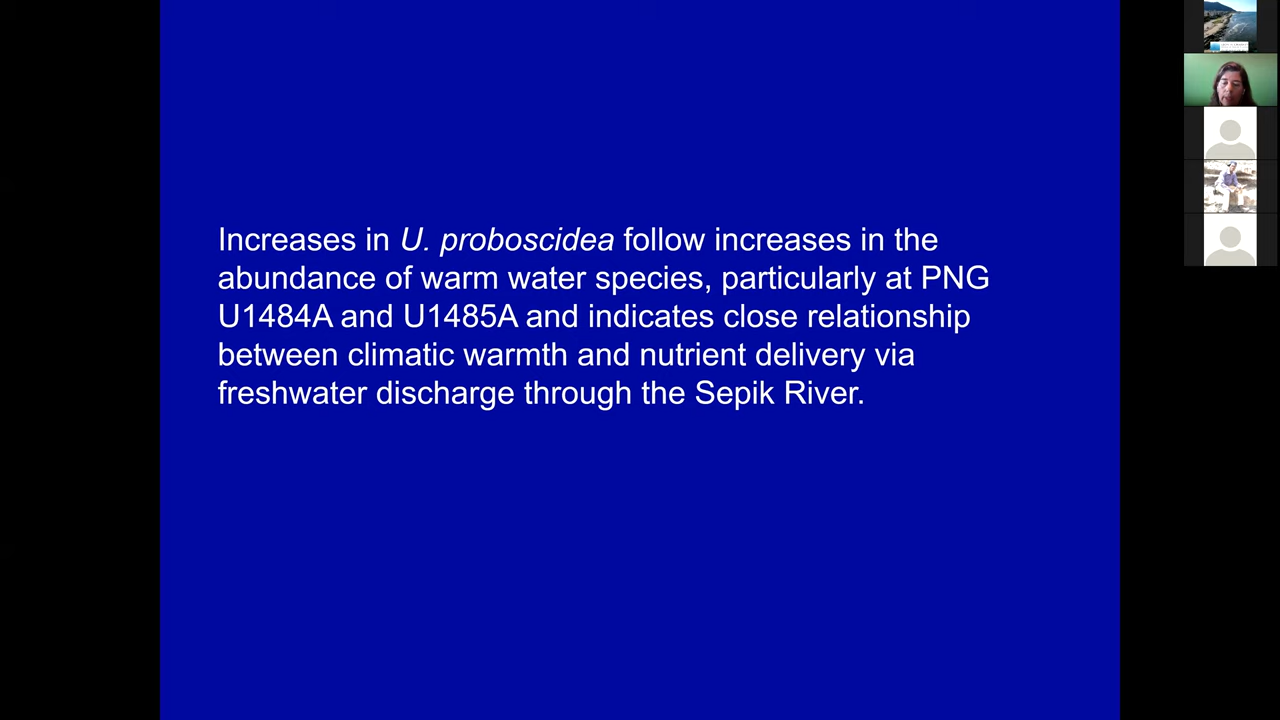 Increases in U. proboscidea follow increases in the
abundance of warm water species, particularly at PNG
U1484A and U1485A and indicates close relationship
between climatic warmth and nutrient delivery via
freshwater discharge through the Sepik River.